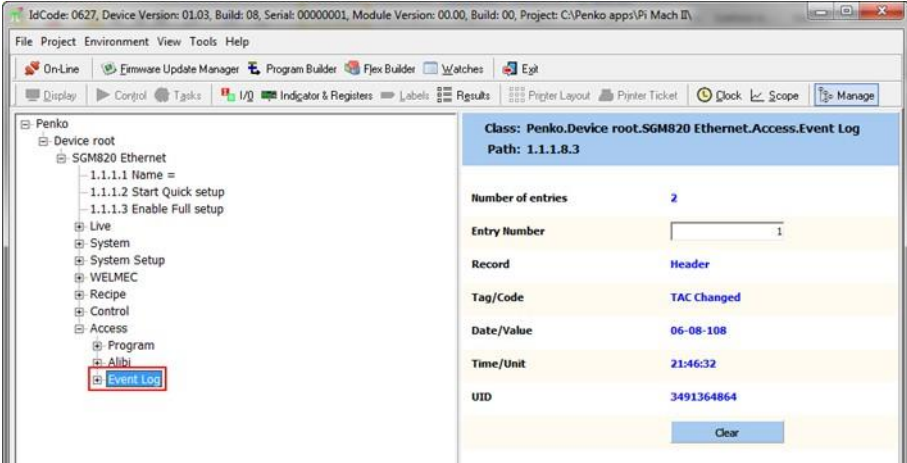 IdCode: 0627, Device Version: 01.03, Build: 08, Serial: 00000001, Module Version: 00.00, Build: 00, Project: C:\Penko apps\Pi Mach II\
File Project Environment View Tools Help
On-Line Firmware Update Manager Program Builder Flex Builder Watches Exit
Display Control Tasks I/O Indicator & Registers Labels Results Printer Layout Printer Ticket Clock Scope Manage
Penko
Device root
SGM820 Ethernet
1.1.1.1 Name =
1.1.1.2 Start Quick setup
1.1.1.3 Enable Full setup
Live
System
System Setup
WELMEC
Recipe
Control
Access
Program
Alibi
Event Log
Class: Penko.Device root.SGM820 Ethernet.Access.Event Log
Path: 1.1.1.8.3
Number of entries 2
Entry Number 1
Record Header
Tag/Code TAC Changed
Date/Value 06-08-108
Time/Unit 21:46:32
UID 3491364864
Clear